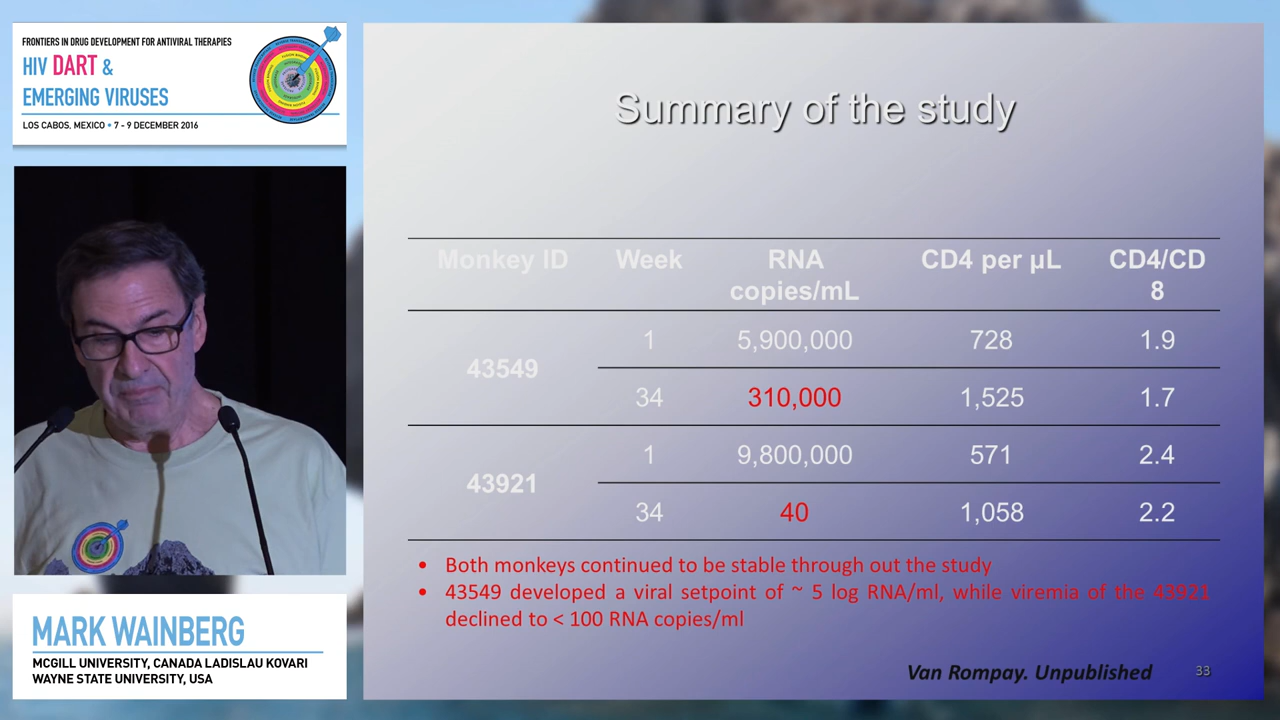 FRONTIERS IN DRUG DEVELOPMENT FOR ANTIVIRAL THERAPIES
HIV DART &
EMERGING VIRUSES
LOS CABOS, MEXICO • 7 - 9 DECEMBER 2016
MARK WAINBERG
MCGILL UNIVERSITY, CANADA LADISLAU KOVARI
WAYNE STATE UNIVERSITY, USA
Summary of the study
Monkey ID Week RNA copies/mL CD4 per µL CD4/CD 8
43549 1 5,900,000 728 1.9
34 310,000 1,525 1.7
43921 1 9,800,000 571 2.4
34 40 1,058 2.2
• Both monkeys continued to be stable through out the study
• 43549 developed a viral setpoint of ~ 5 log RNA/ml, while viremia of the 43921
declined to < 100 RNA copies/ml
Van Rompay. Unpublished
33